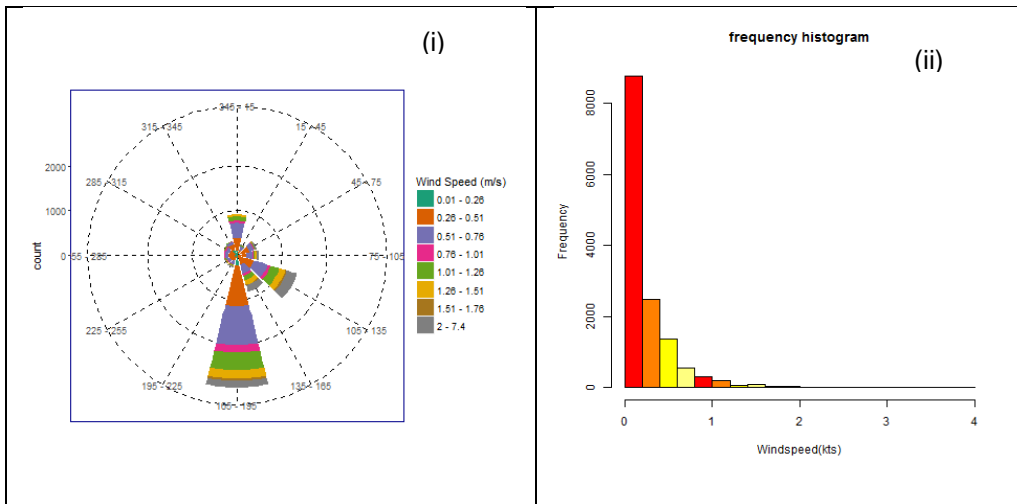 (i)
345 - 15
315 - 345
15 - 45
285 - 315
45 - 75
255 - 285
75 - 105
225 - 255
105 - 135
195 - 225
135 - 165
165 - 195
2000
1000
0
count
Wind Speed (m/s)
0.01 - 0.26
0.26 - 0.51
0.51 - 0.76
0.76 - 1.01
1.01 - 1.26
1.26 - 1.51
1.51 - 1.76
2 - 7.4
frequency histogram
(ii)
8000
6000
4000
2000
0
Frequency
0 1 2 3 4
Windspeed(kts)